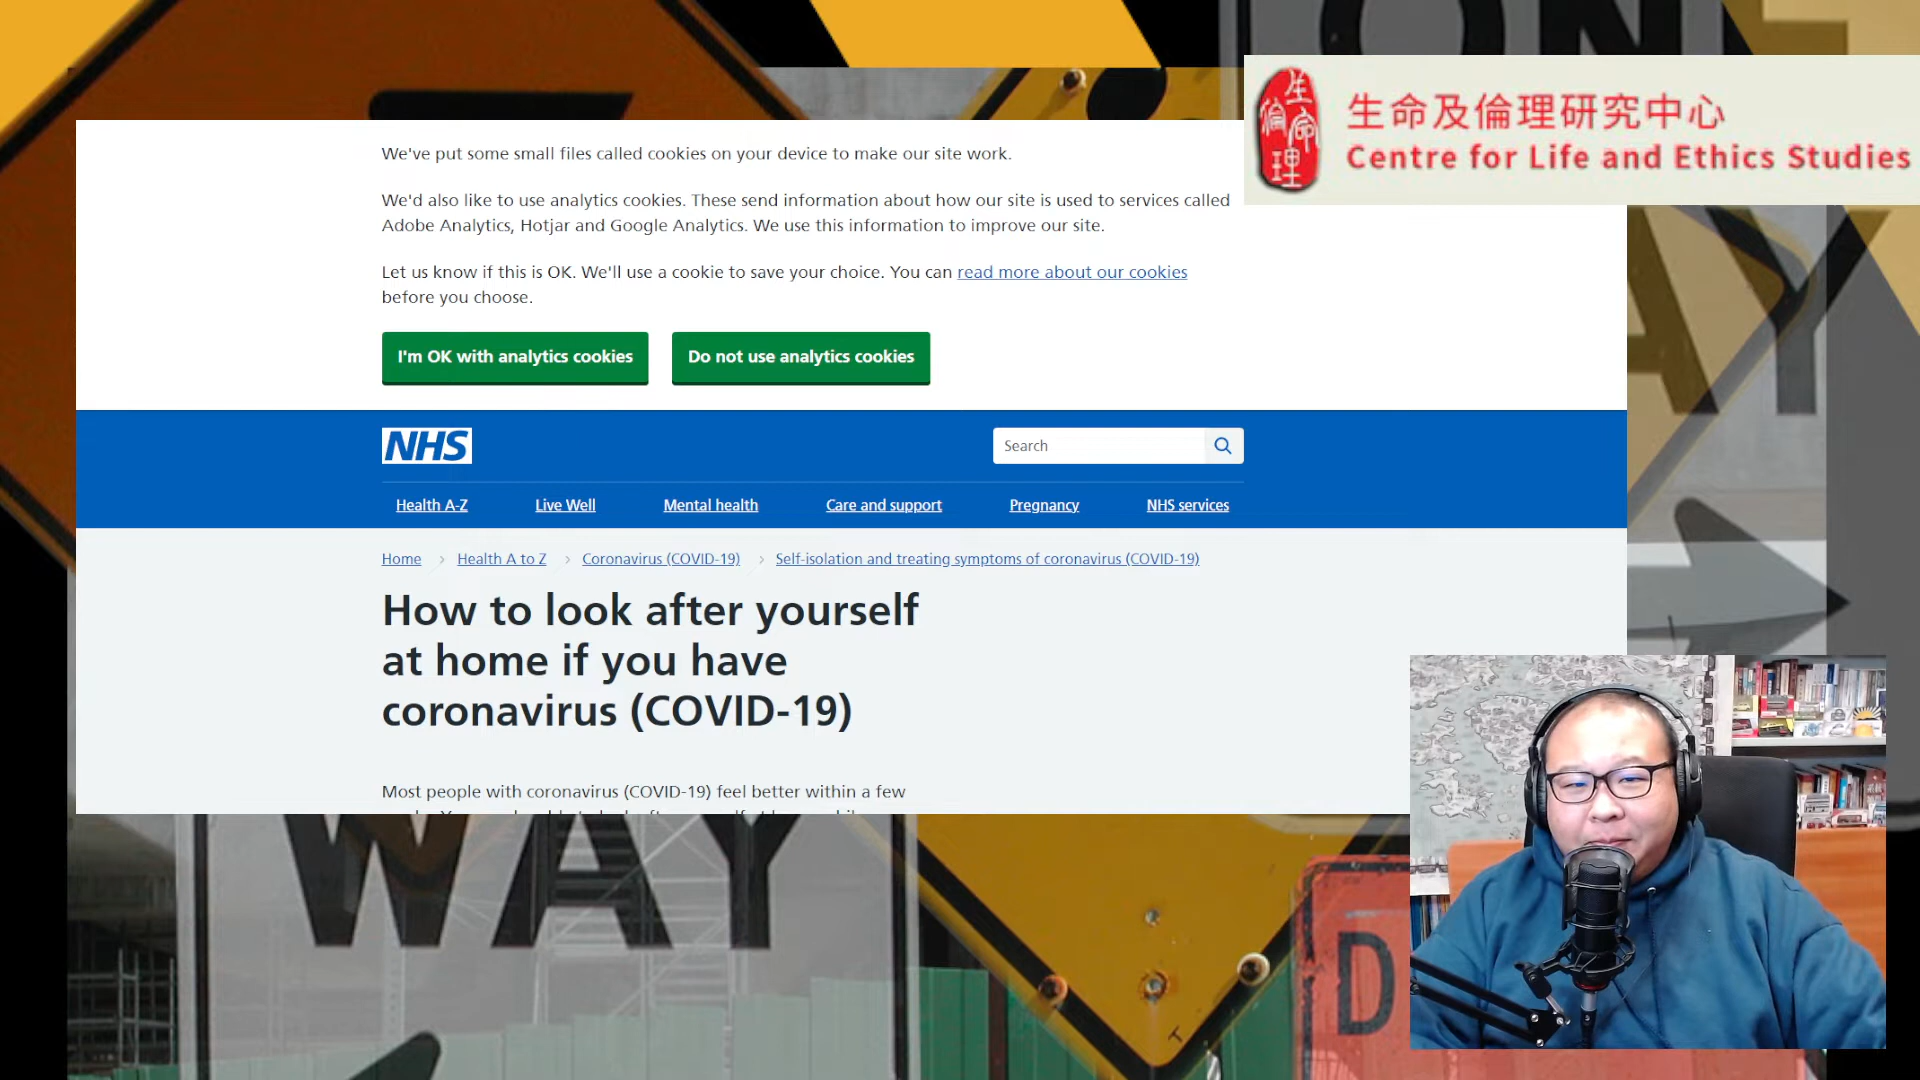 生命及倫理研究中心
Centre for Life and Ethics Studies
生命倫理
We've put some small files called cookies on your device to make our site work.
We'd also like to use analytics cookies. These send information about how our site is used to services called
Adobe Analytics, Hotjar and Google Analytics. We use this information to improve our site.
Let us know if this is OK. We'll use a cookie to save your choice. You can read more about our cookies
before you choose.
I'm OK with analytics cookies
Do not use analytics cookies
NHS
Search
Health A-Z
Live Well
Mental health
Care and support
Pregnancy
NHS services
Home
Health A to Z
Coronavirus (COVID-19)
Self-isolation and treating symptoms of coronavirus (COVID-19)
How to look after yourself
at home if you have
coronavirus (COVID-19)
Most people with coronavirus (COVID-19) feel better within a few
WAY
D